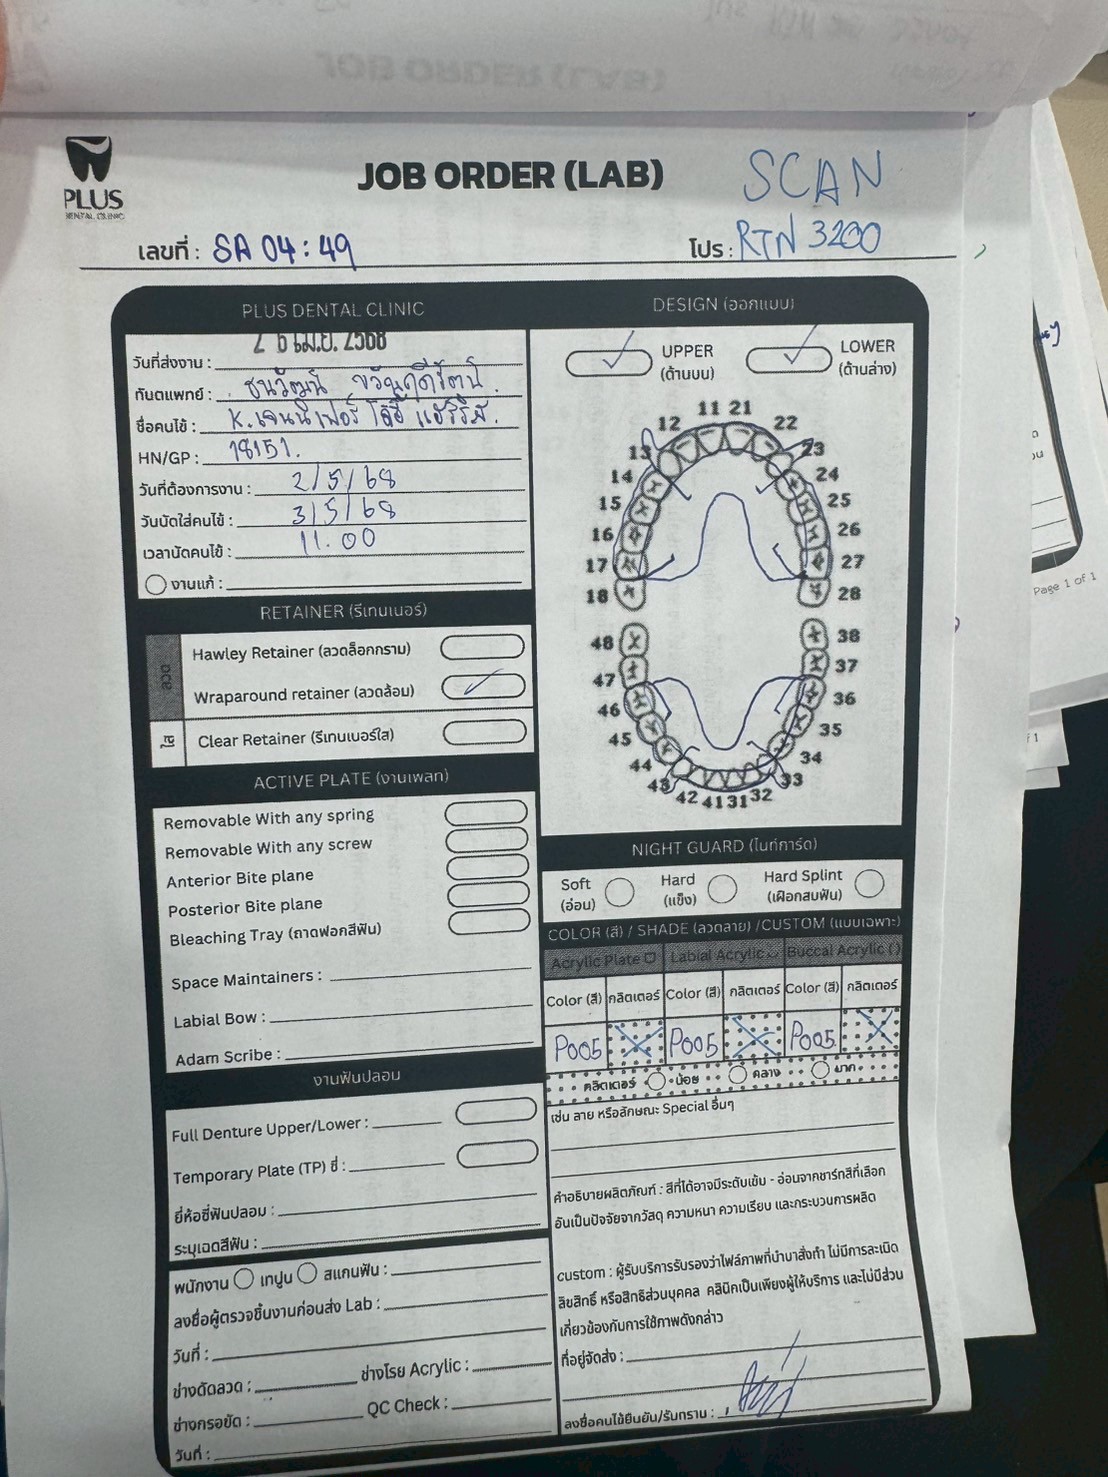 PLUS
DENTAL CLINIC
JOB ORDER (LAB)
SCAN
เลขที่ : SA 04:49
โปร : RTN 3200
PLUS DENTAL CLINIC
วันที่ส่งงาน : 26 เม.ย. 2568
ทันตแพทย์ : ธนวัฒน์
ชื่อคนไข้ : K.เจนนิเฟอร์
HN/GP : 18151.
วันที่ต้องการงาน : 2/5/68
วันนัดใส่คนไข้ : 3/5/68
เวลานัดคนไข้ : 11.00
งานแก้ :
RETAINER (รีเทนเนอร์)
ลวด
Hawley Retainer (ลวดล็อกกราม)
Wraparound retainer (ลวดล้อม)
ใส
Clear Retainer (รีเทนเนอร์ใส)
ACTIVE PLATE (งานเพลท)
Removable With any spring
Removable With any screw
Anterior Bite plane
Posterior Bite plane
Bleaching Tray (ถาดฟอกสีฟัน)
Space Maintainers :
Labial Bow :
Adam Scribe :
งานฟันปลอม
Full Denture Upper/Lower :
Temporary Plate (TP) ซี่ :
ยี่ห้อซี่ฟันปลอม :
ระบุเฉดสีฟัน :
พนักงาน เทปูน สแกนฟัน :
ลงชื่อผู้ตรวจชิ้นงานก่อนส่ง Lab :
วันที่ :
ช่างดัดลวด : ช่างโรย Acrylic :
ช่างกรอขัด : QC Check :
วันที่ :
DESIGN (ออกแบบ)
UPPER
(ด้านบน)
LOWER
(ด้านล่าง)
11 21
12 22
13 23
14 24
15 25
16 26
17 27
18 28
48 38
47 37
46 36
45 35
44 34
43 33
42 41 31 32
NIGHT GUARD (ไนท์การ์ด)
Soft
(อ่อน)
Hard
(แข็ง)
Hard Splint
(เฝือกสบฟัน)
COLOR (สี) / SHADE (ลวดลาย) /CUSTOM (แบบเฉพาะ)
Acrylic Plate Labial Acrylic Buccal Acrylic ( )
Color (สี) กลิตเตอร์ Color (สี) กลิตเตอร์ Color (สี) กลิตเตอร์
P005 P005 P005
กลิตเตอร์ น้อย กลาง มาก
เช่น ลาย หรือลักษณะ Special อื่นๆ
คำอธิบายผลิตภัณฑ์ : สีที่ได้อาจมีระดับเข้ม - อ่อนจากชาร์ทสีที่เลือก
อันเป็นปัจจัยจากวัสดุ ความหนา ความเรียบ และกระบวนการผลิต
custom : ผู้รับบริการรับรองว่าไฟล์ภาพที่นำมาสั่งทำ ไม่มีการละเมิด
ลิขสิทธิ์ หรือสิทธิส่วนบุคคล คลินิกเป็นเพียงผู้ให้บริการ และไม่มีส่วน
เกี่ยวข้องกับการใช้ภาพดังกล่าว
ที่อยู่จัดส่ง :
ลงชื่อคนไข้ยืนยัน/รับทราบ :
Page 1 of 1